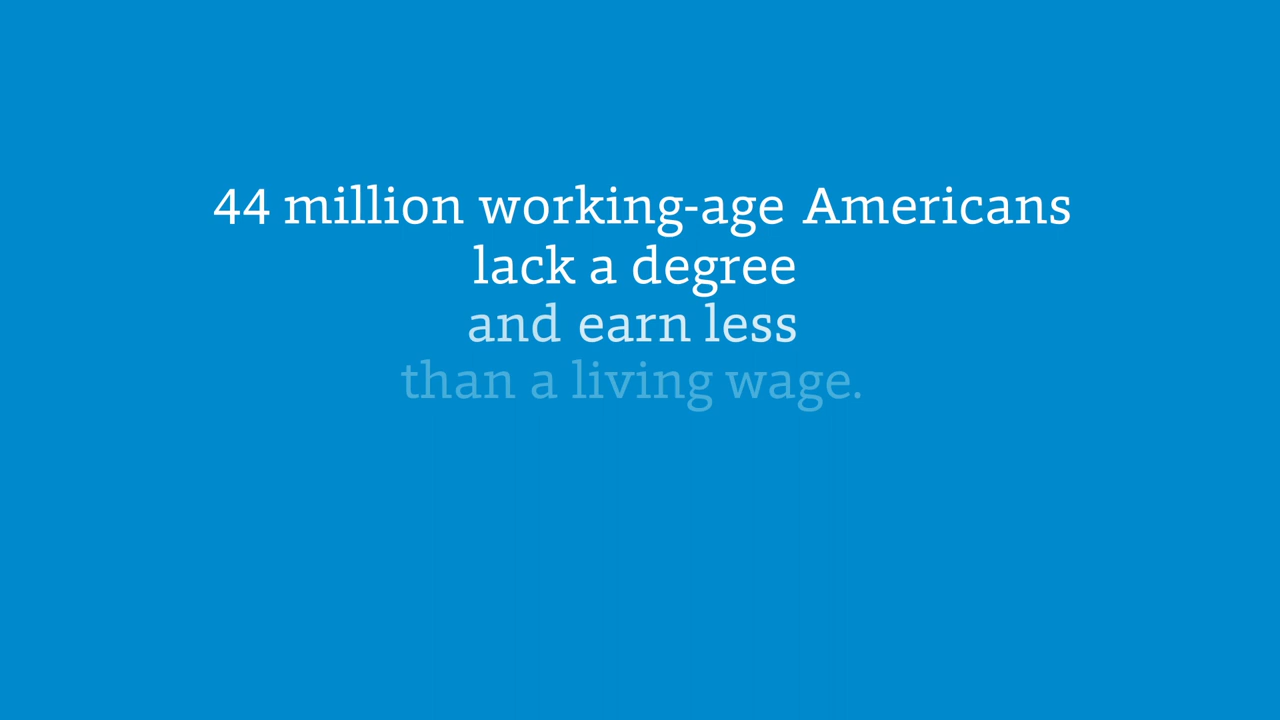 44 million working-age Americans
lack a degree
and earn less
than a living wage.